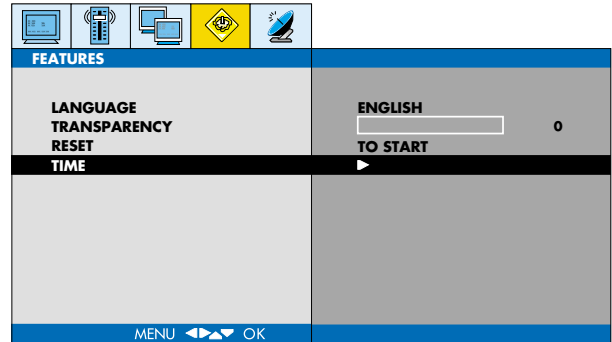 FEATURES
LANGUAGE ENGLISH
TRANSPARENCY 0
RESET TO START
TIME
MENU OK